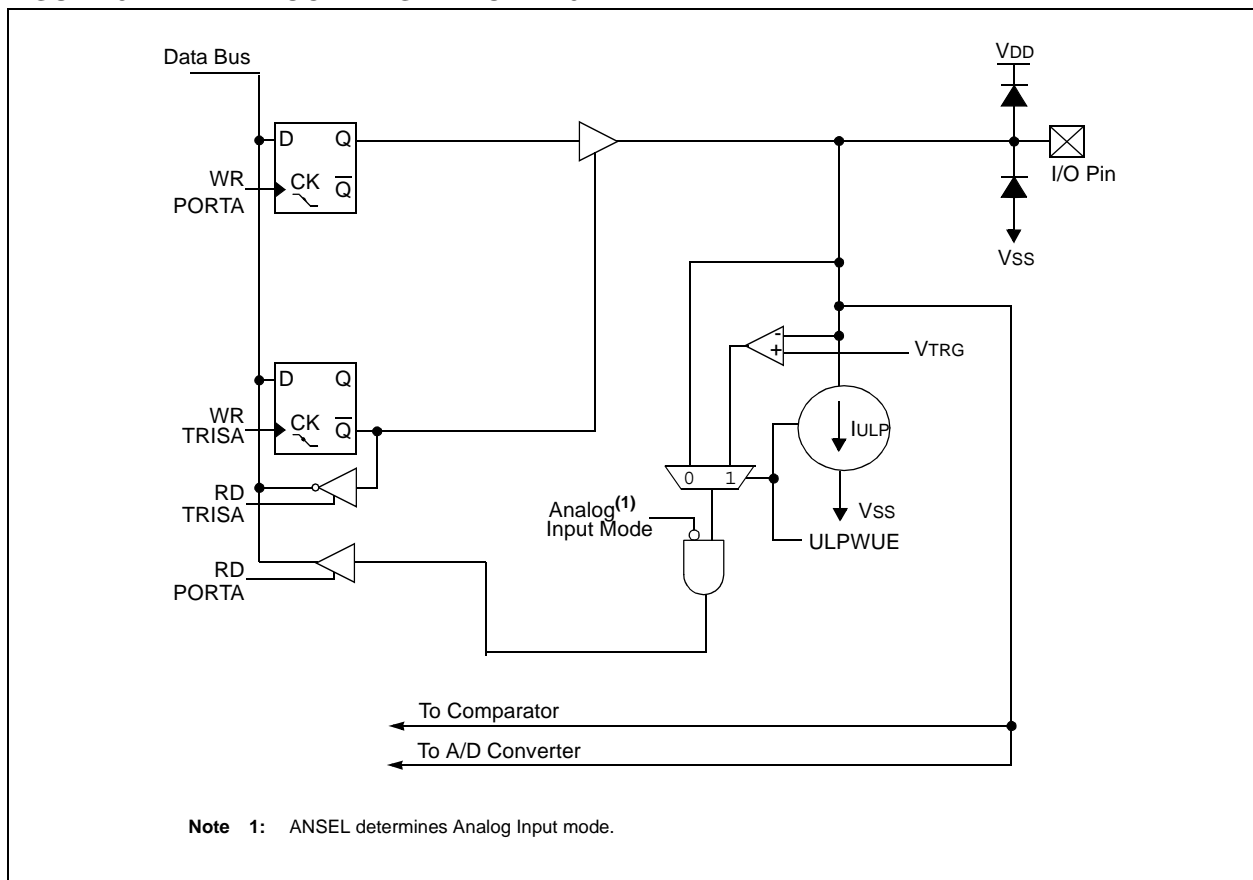 Data Bus
VDD
D Q
I/O Pin
WR
PORTA
CK Q
VSS
D Q
- 
+
VTRG
WR
TRISA
CK Q
IULP
0 1
RD
TRISA
Analog(1)
Input Mode
VSS
ULPWUE
RD
PORTA
To Comparator
To A/D Converter
Note 1: ANSEL determines Analog Input mode.